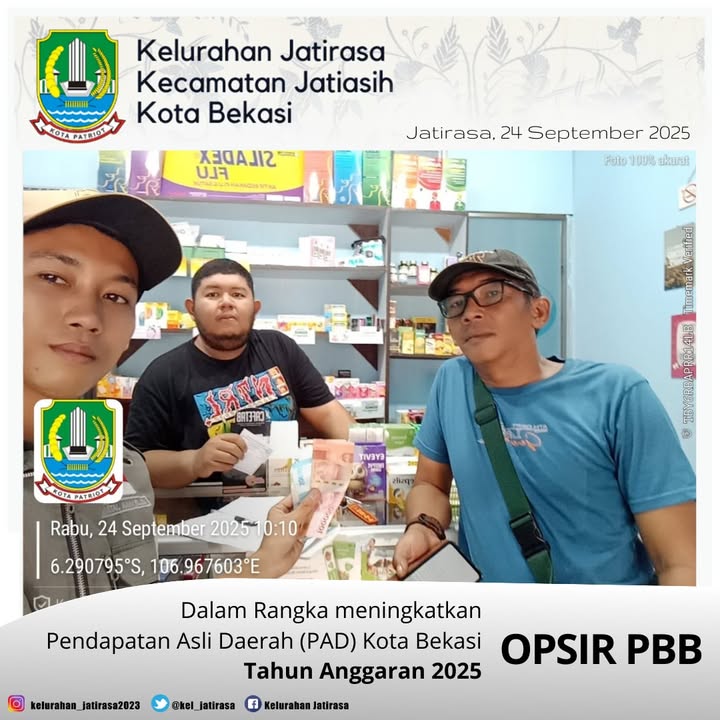 Kelurahan Jatirasa
Kecamatan Jatiasih
Kota Bekasi
KOTA PATRIOT
Jatirasa, 24 September 2025
Foto 100% akurat
SILADEX
FLU
CAFETAB
EYEVIT
KOTA PATRIOT
Rabu, 24 September 2025 10:10
6.290795°S, 106.967603°E
Timemark Verified
Dalam Rangka meningkatkan
Pendapatan Asli Daerah (PAD) Kota Bekasi
Tahun Anggaran 2025
OPSIR PBB
kelurahan_jatirasa2023
@kel_jatirasa
Kelurahan Jatirasa